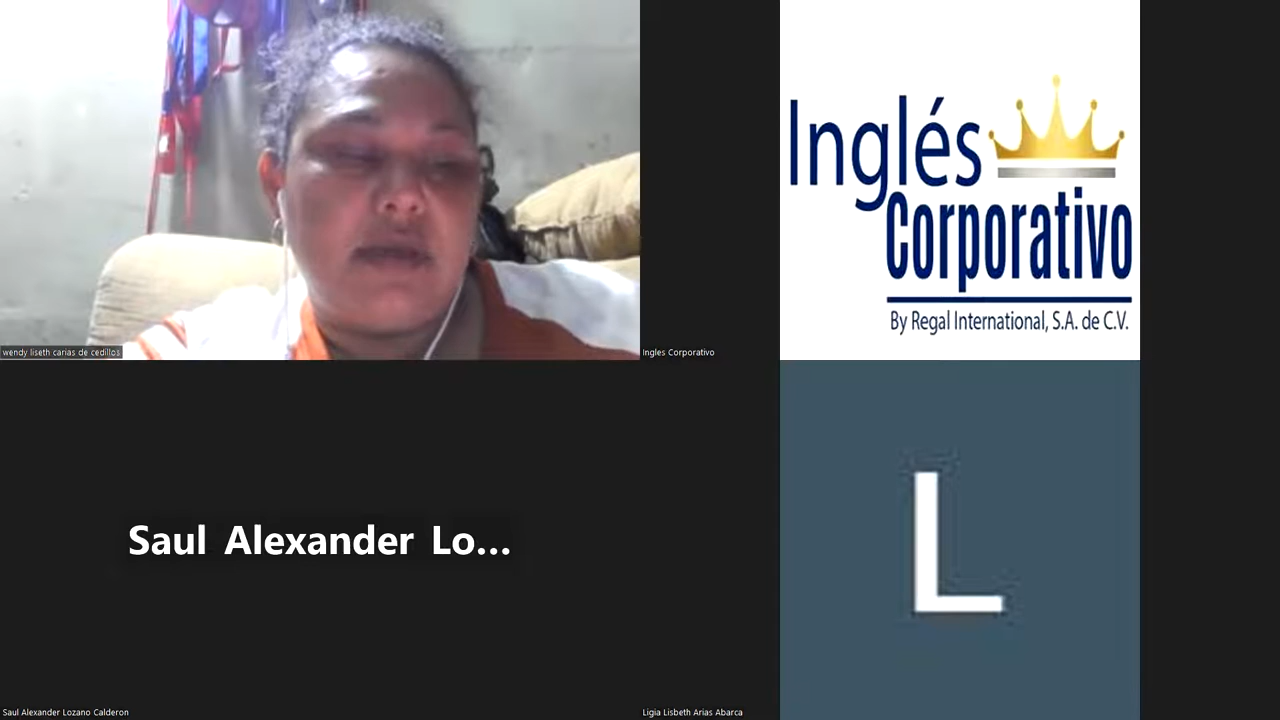 Inglés
Corporativo
By Regal International, S.A. de C.V.
wendy liseth carias de cedillos
Ingles Corporativo
Saul Alexander Lo...
L
Saul Alexander Lozano Calderon
Ligia Lisbeth Arias Abarca